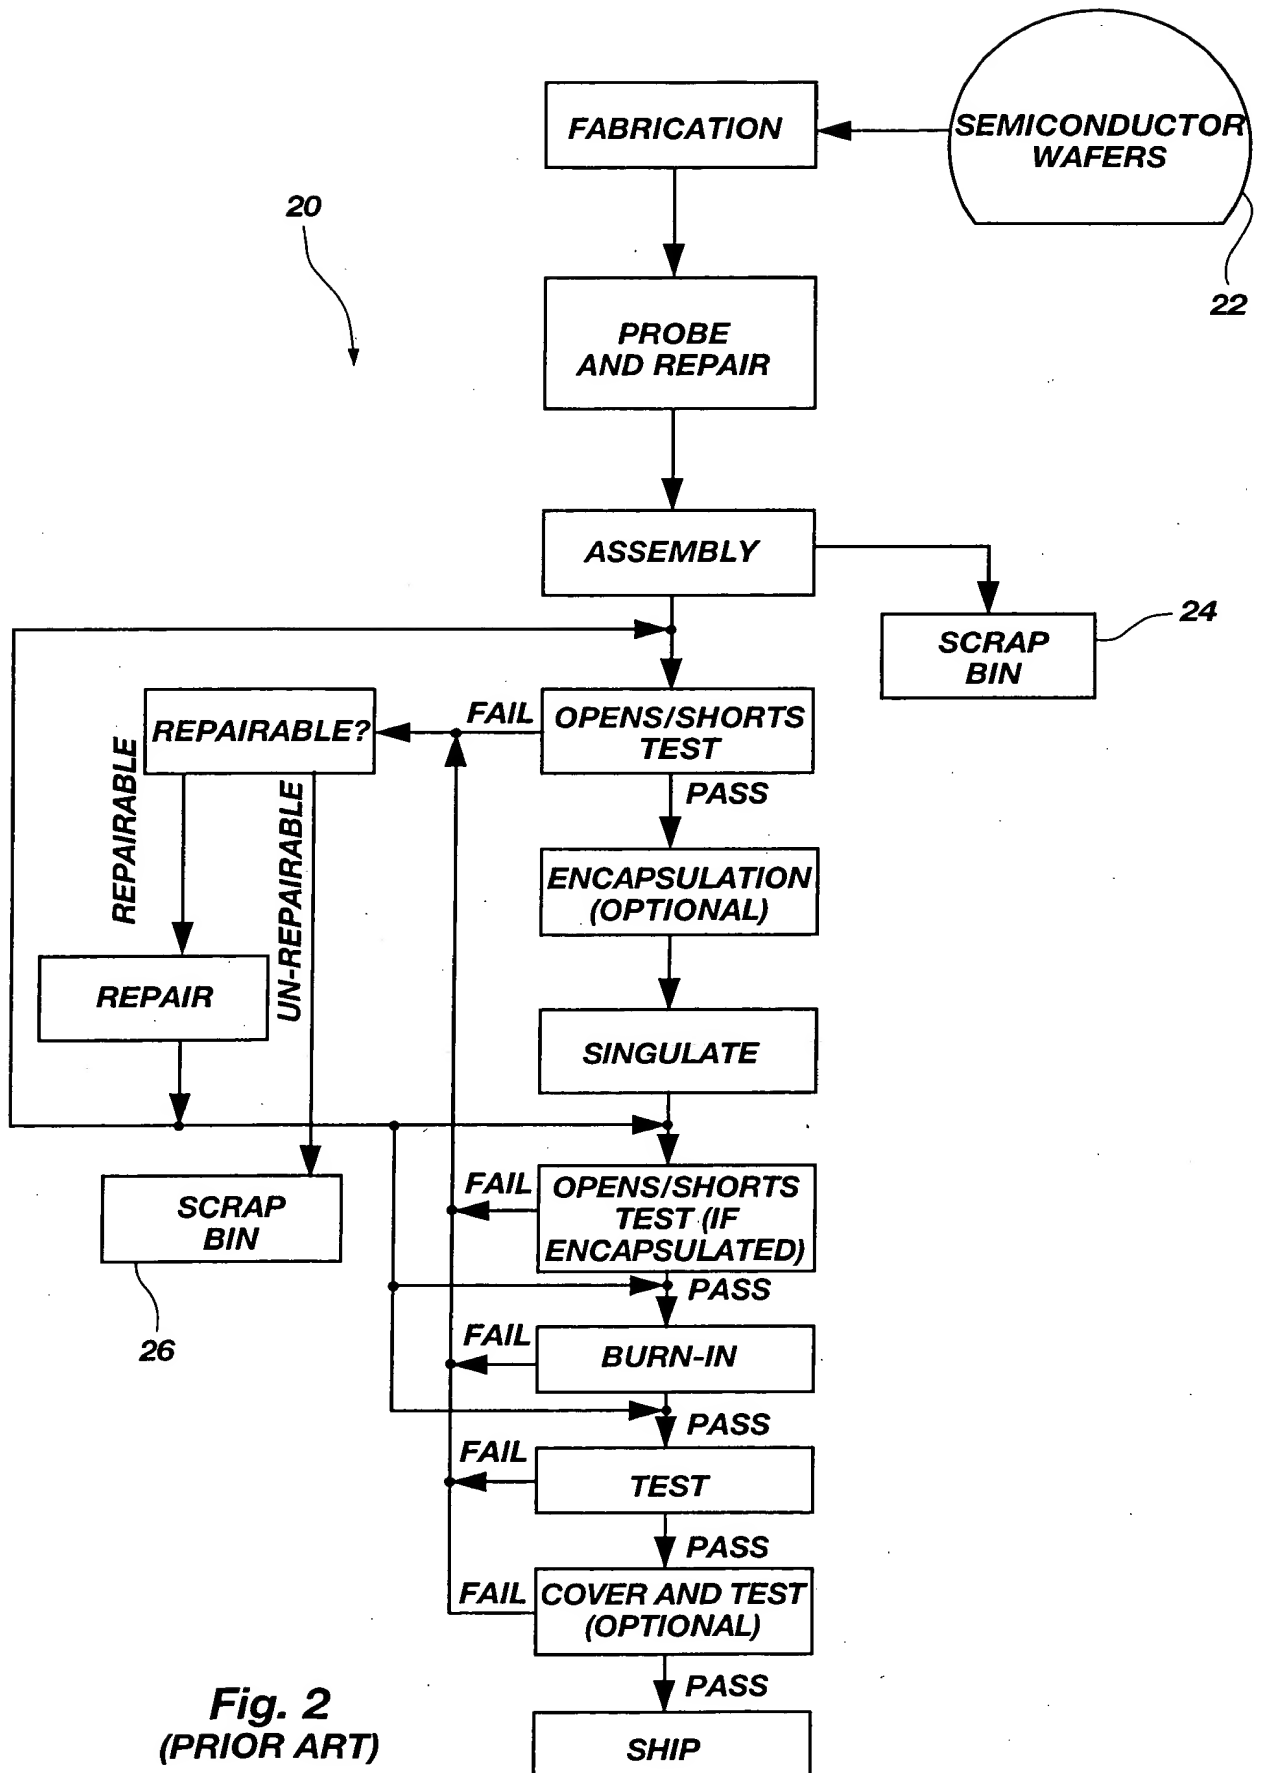 FABRICATION
SEMICONDUCTOR
WAFERS
20
22
PROBE
AND REPAIR
ASSEMBLY
24
SCRAP
BIN
REPAIRABLE?
FAIL
OPENS/SHORTS
TEST
PASS
REPAIRABLE
UN-REPAIRABLE
ENCAPSULATION
(OPTIONAL)
REPAIR
SINGULATE
SCRAP
BIN
26
FAIL
OPENS/SHORTS
TEST (IF
ENCAPSULATED)
PASS
FAIL
BURN-IN
PASS
FAIL
TEST
PASS
FAIL
COVER AND TEST
(OPTIONAL)
PASS
SHIP
Fig. 2
(PRIOR ART)